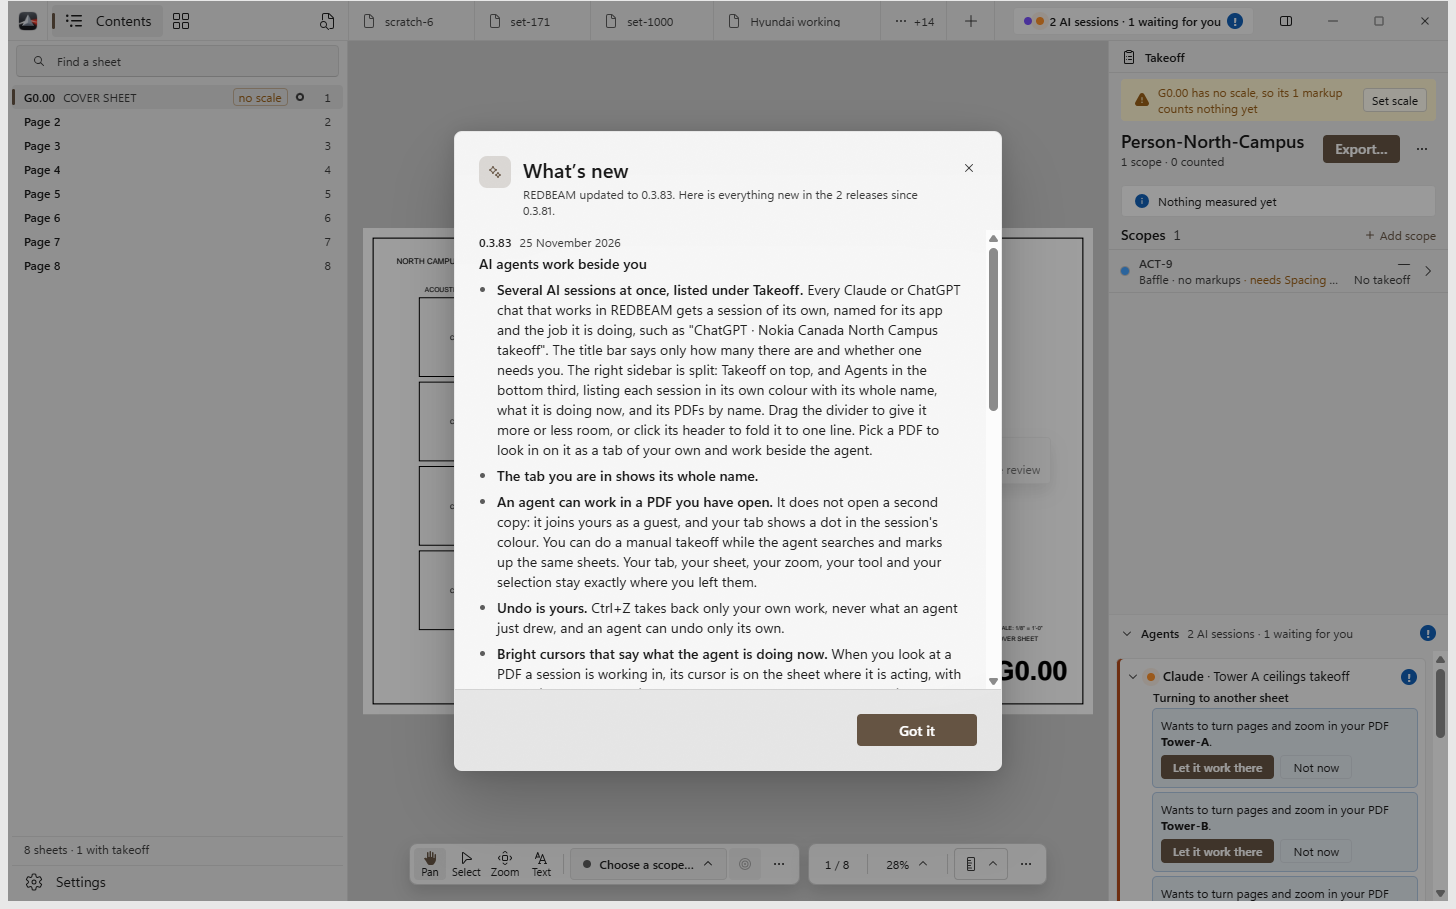 Contents
scratch-6
set-171
set-1000
Hyundai working
··· +14
2 AI sessions · 1 waiting for you
Find a sheet
G0.00 COVER SHEET no scale 1
Page 2 2
Page 3 3
Page 4 4
Page 5 5
Page 6 6
Page 7 7
Page 8 8
8 sheets · 1 with takeoff
Settings
NORTH CAMPU
ACOUST
What's new
REDBEAM updated to 0.3.83. Here is everything new in the 2 releases since
0.3.81.
0.3.83 25 November 2026
AI agents work beside you
• Several AI sessions at once, listed under Takeoff. Every Claude or ChatGPT
chat that works in REDBEAM gets a session of its own, named for its app
and the job it is doing, such as "ChatGPT · Nokia Canada North Campus
takeoff". The title bar says only how many there are and whether one
needs you. The right sidebar is split: Takeoff on top, and Agents in the
bottom third, listing each session in its own colour with its whole name,
what it is doing now, and its PDFs by name. Drag the divider to give it
more or less room, or click its header to fold it to one line. Pick a PDF to
look in on it as a tab of your own and work beside the agent.
• The tab you are in shows its whole name.
• An agent can work in a PDF you have open. It does not open a second
copy: it joins yours as a guest, and your tab shows a dot in the session's
colour. You can do a manual takeoff while the agent searches and marks
up the same sheets. Your tab, your sheet, your zoom, your tool and your
selection stay exactly where you left them.
• Undo is yours. Ctrl+Z takes back only your own work, never what an agent
just drew, and an agent can undo only its own.
• Bright cursors that say what the agent is doing now. When you look at a
PDF a session is working in, its cursor is on the sheet where it is acting, with
Got it
review
ALE: 1/8" = 1'-0"
VER SHEET
G0.00
Pan
Select
Zoom
Text
Choose a scope...
1 / 8
28%
Takeoff
G0.00 has no scale, so its 1 markup
counts nothing yet
Set scale
Person-North-Campus
1 scope · 0 counted
Export...
Nothing measured yet
Scopes 1
+ Add scope
ACT-9 —
Baffle · no markups · needs Spacing ... No takeoff
Agents 2 AI sessions · 1 waiting for you
Claude · Tower A ceilings takeoff
Turning to another sheet
Wants to turn pages and zoom in your PDF
Tower-A.
Let it work there Not now
Wants to turn pages and zoom in your PDF
Tower-B.
Let it work there Not now
Wants to turn pages and zoom in your PDF